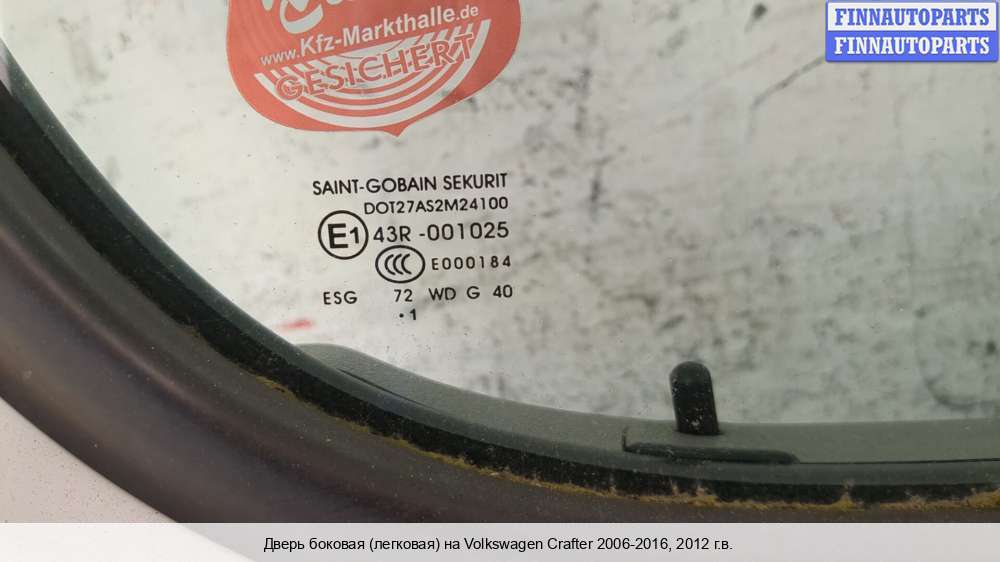 FINNAUTOPARTS
FINNAUTOPARTS
www.Kfz-Markthalle.de
GESICHERT
SAINT-GOBAIN SEKURIT
DOT27AS2M24100
E1 43R -001025
CCC E000184
ESG 72 WD G 40
·1
Дверь боковая (легковая) на Volkswagen Crafter 2006-2016, 2012 г.в.